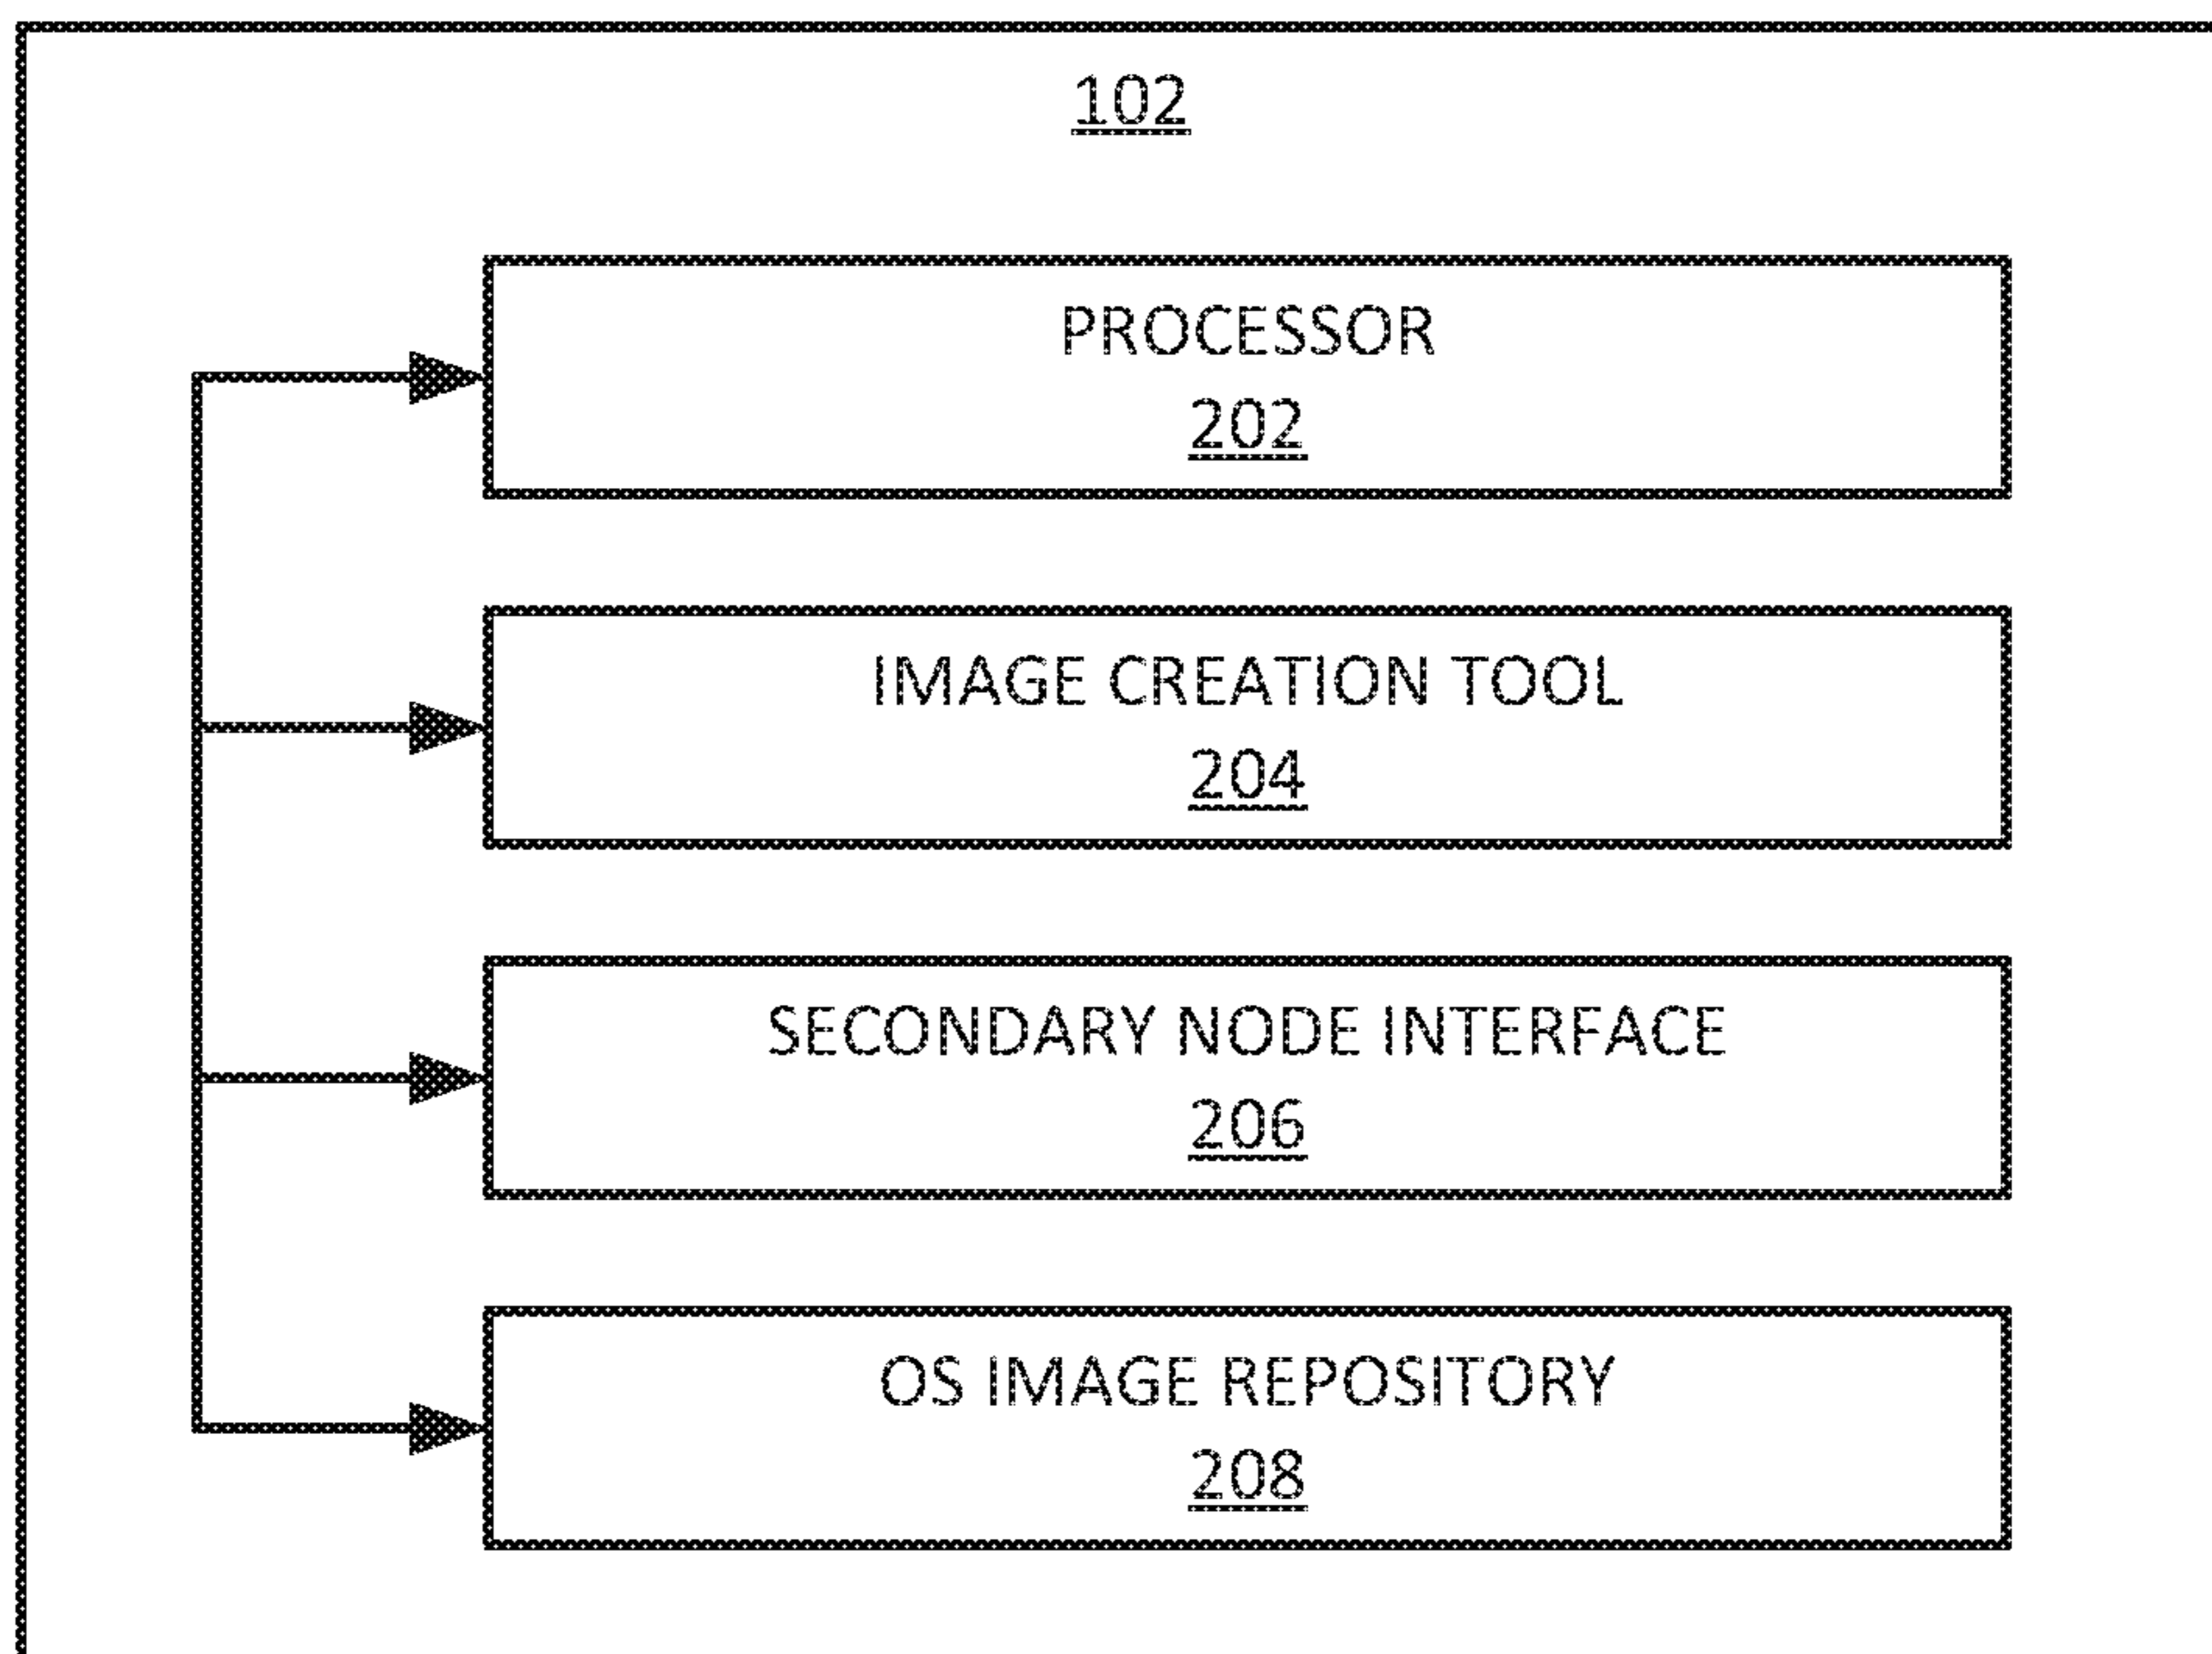 102
PROCESSOR
202
IMAGE CREATION TOOL
204
SECONDARY NODE INTERFACE
206
OS IMAGE REPOSITORY
208